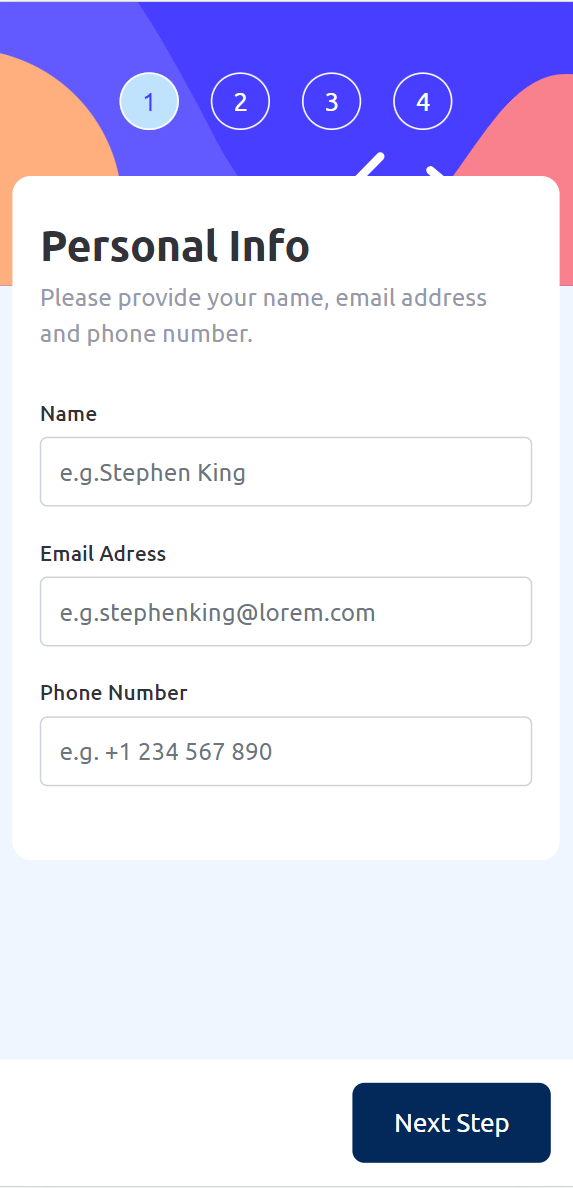 1 2 3 4
Personal Info
Please provide your name, email address
and phone number.
Name
e.g.Stephen King
Email Adress
e.g.stephenking@lorem.com
Phone Number
e.g. +1 234 567 890
Next Step